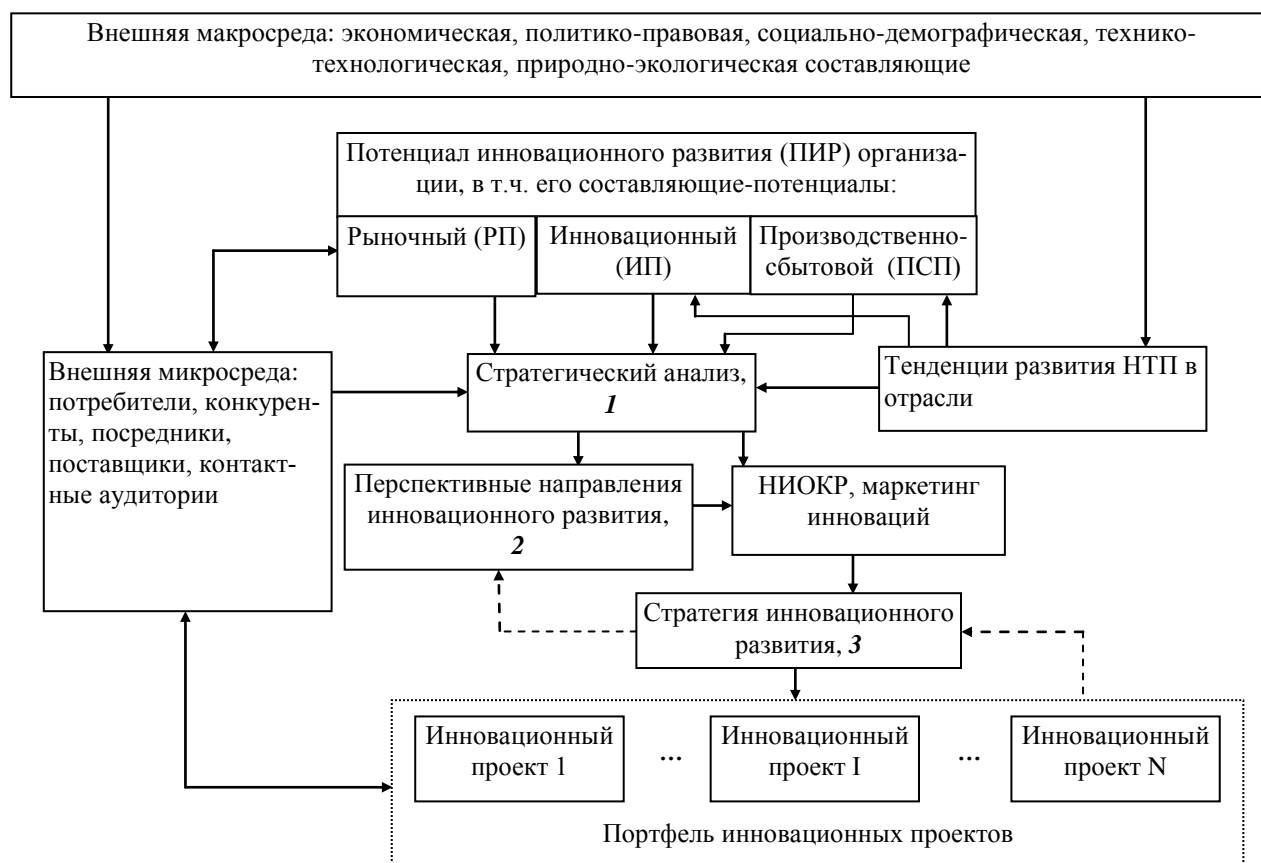 Внешняя макросреда: экономическая, политико-правовая, социально-демографическая, технико-
технологическая, природно-экологическая составляющие
Потенциал инновационного развития (ПИР) организа-
ции, в т.ч. его составляющие-потенциалы:
Рыночный (РП)
Инновационный
(ИП)
Производственно-
сбытовой (ПСП)
Внешняя микросреда:
потребители, конкурен-
ты, посредники,
поставщики, контакт-
ные аудитории
Стратегический анализ,
1
Тенденции развития НТП в
отрасли
Перспективные направления
инновационного развития,
2
НИОКР, маркетинг
инноваций
Стратегия инновационного
развития, 3
Инновационный
проект 1
...
Инновационный
проект I
...
Инновационный
проект N
Портфель инновационных проектов